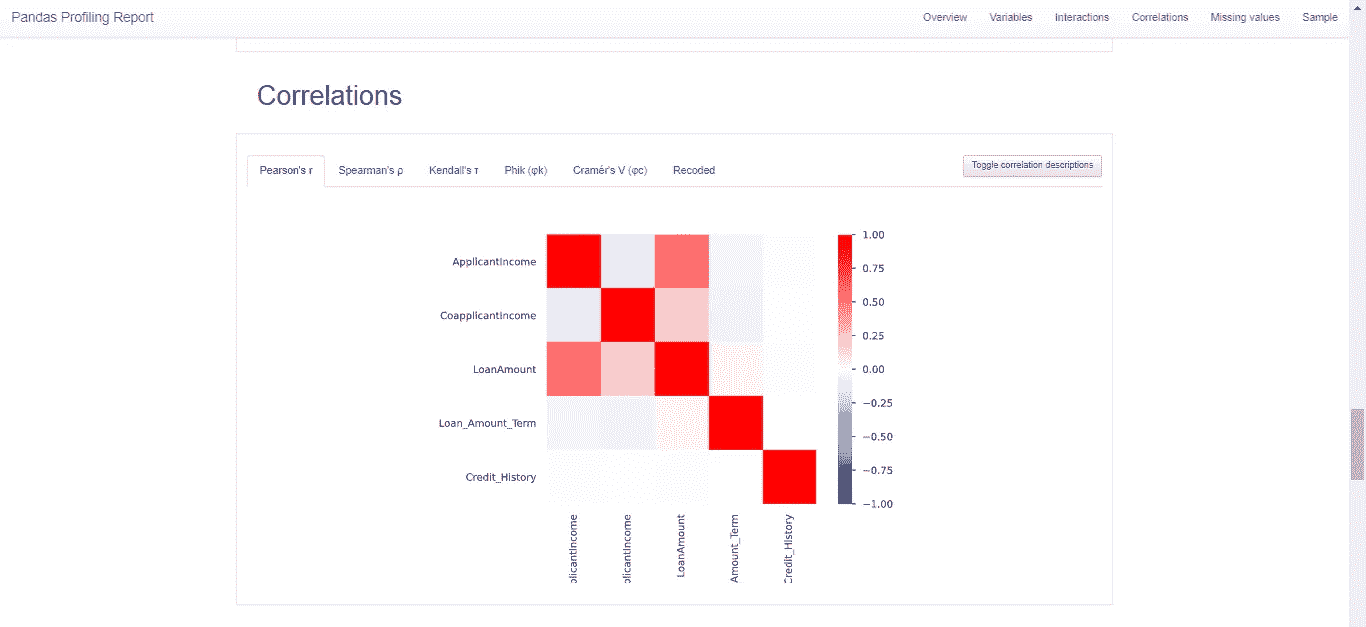 Pandas Profiling Report
Overview Variables Interactions Correlations Missing values Sample
Correlations
Pearson's r Spearman's ρ Kendall's τ Phik (φk) Cramér's V (φc) Recoded
Toggle correlation descriptions
ApplicantIncome
CoapplicantIncome
LoanAmount
Loan_Amount_Term
Credit_History
1.00
0.75
0.50
0.25
0.00
−0.25
−0.50
−0.75
−1.00
plicantIncome
plicantIncome
LoanAmount
Amount_Term
Credit_History